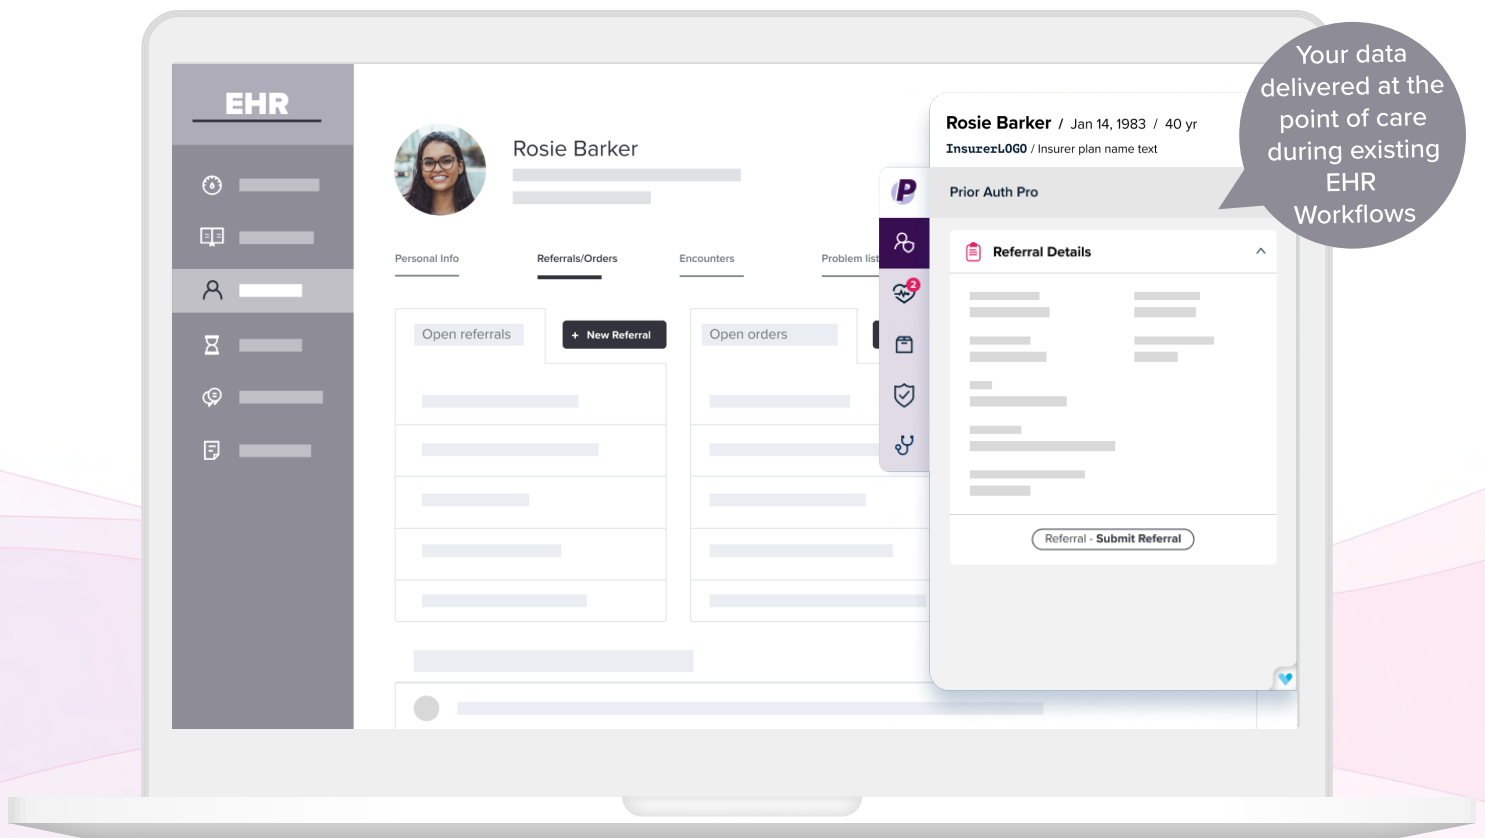 EHR
Rosie Barker
Personal Info
Referrals/Orders
Encounters
Problem list
Open referrals
+ New Referral
Open orders
Rosie Barker / Jan 14, 1983 / 40 yr
InsurerLOGO / Insurer plan name text
P
Prior Auth Pro
2
Referral Details
Referral - Submit Referral
Your data
delivered at the
point of care
during existing
EHR
Workflows